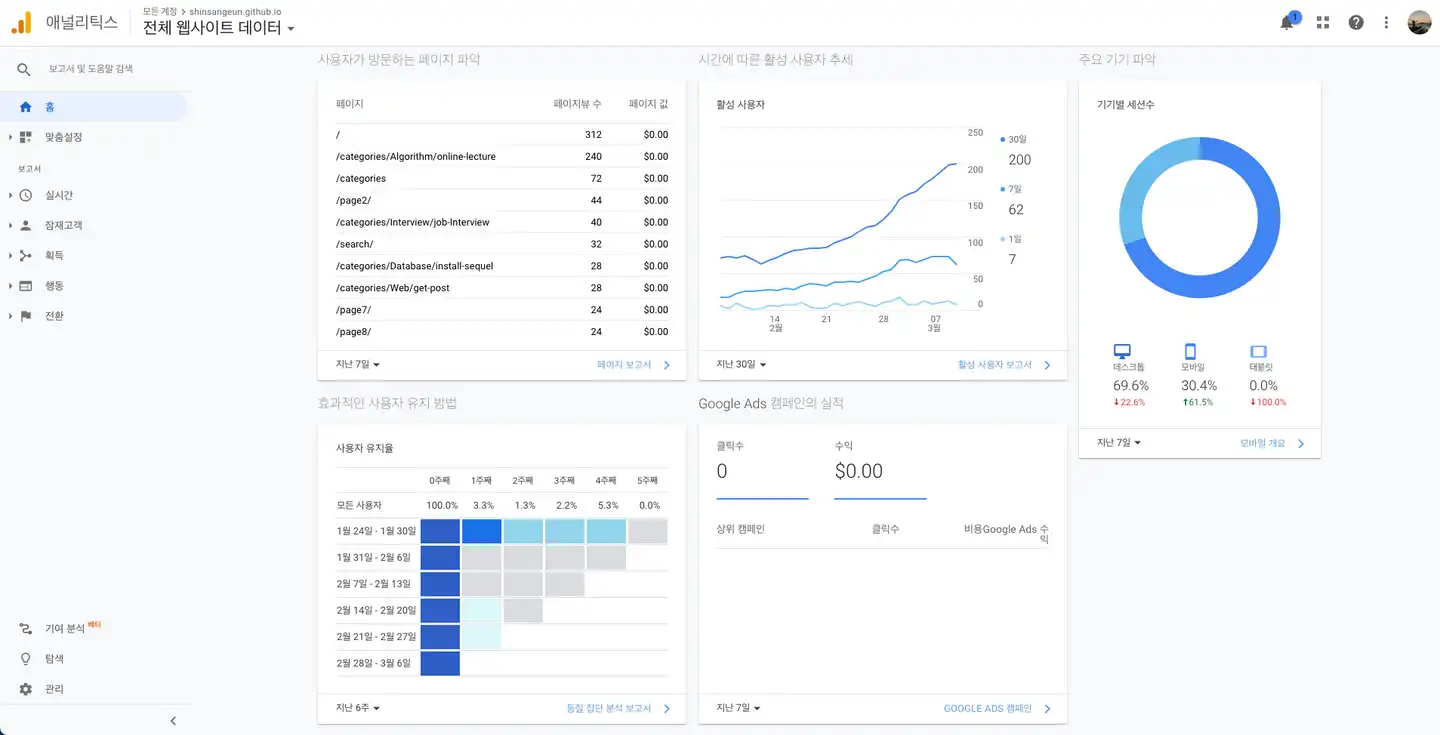 애널리틱스
모든 계정 > shinsangeun.github.io
전체 웹사이트 데이터
1
보고서 및 도움말 검색
홈
맞춤설정
보고서
실시간
잠재고객
획득
행동
전환
기여 분석 베타
탐색
관리
사용자가 방문하는 페이지 파악
페이지 페이지뷰 수 페이지 값
/ 312 $0.00
/categories/Algorithm/online-lecture 240 $0.00
/categories 72 $0.00
/page2/ 44 $0.00
/categories/Interview/job-Interview 40 $0.00
/search/ 32 $0.00
/categories/Database/install-sequel 28 $0.00
/categories/Web/get-post 28 $0.00
/page7/ 24 $0.00
/page8/ 24 $0.00
지난 7일 페이지 보고서
시간에 따른 활성 사용자 추세
활성 사용자
250
200
150
100
50
0
14
2월
21
28
07
3월
30일
200
7일
62
1일
7
지난 30일 활성 사용자 보고서
주요 기기 파악
기기별 세션수
데스크톱 모바일 태블릿
69.6% 30.4% 0.0%
22.6% 61.5% 100.0%
지난 7일 모바일 개요
효과적인 사용자 유지 방법
사용자 유지율
0주째 1주째 2주째 3주째 4주째 5주째
모든 사용자 100.0% 3.3% 1.3% 2.2% 5.3% 0.0%
1월 24일 - 1월 30일
1월 31일 - 2월 6일
2월 7일 - 2월 13일
2월 14일 - 2월 20일
2월 21일 - 2월 27일
2월 28일 - 3월 6일
지난 6주 동질 집단 분석 보고서
Google Ads 캠페인의 실적
클릭수 수익
0 $0.00
상위 캠페인 클릭수 비용Google Ads 수
익
지난 7일 GOOGLE ADS 캠페인